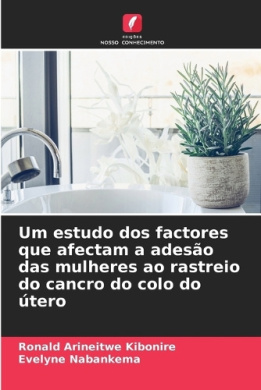 edições
NOSSO CONHECIMENTO
Um estudo dos factores
que afectam a adesão
das mulheres ao rastreio
do cancro do colo do
útero
Ronald Arineitwe Kibonire
Evelyne Nabankema